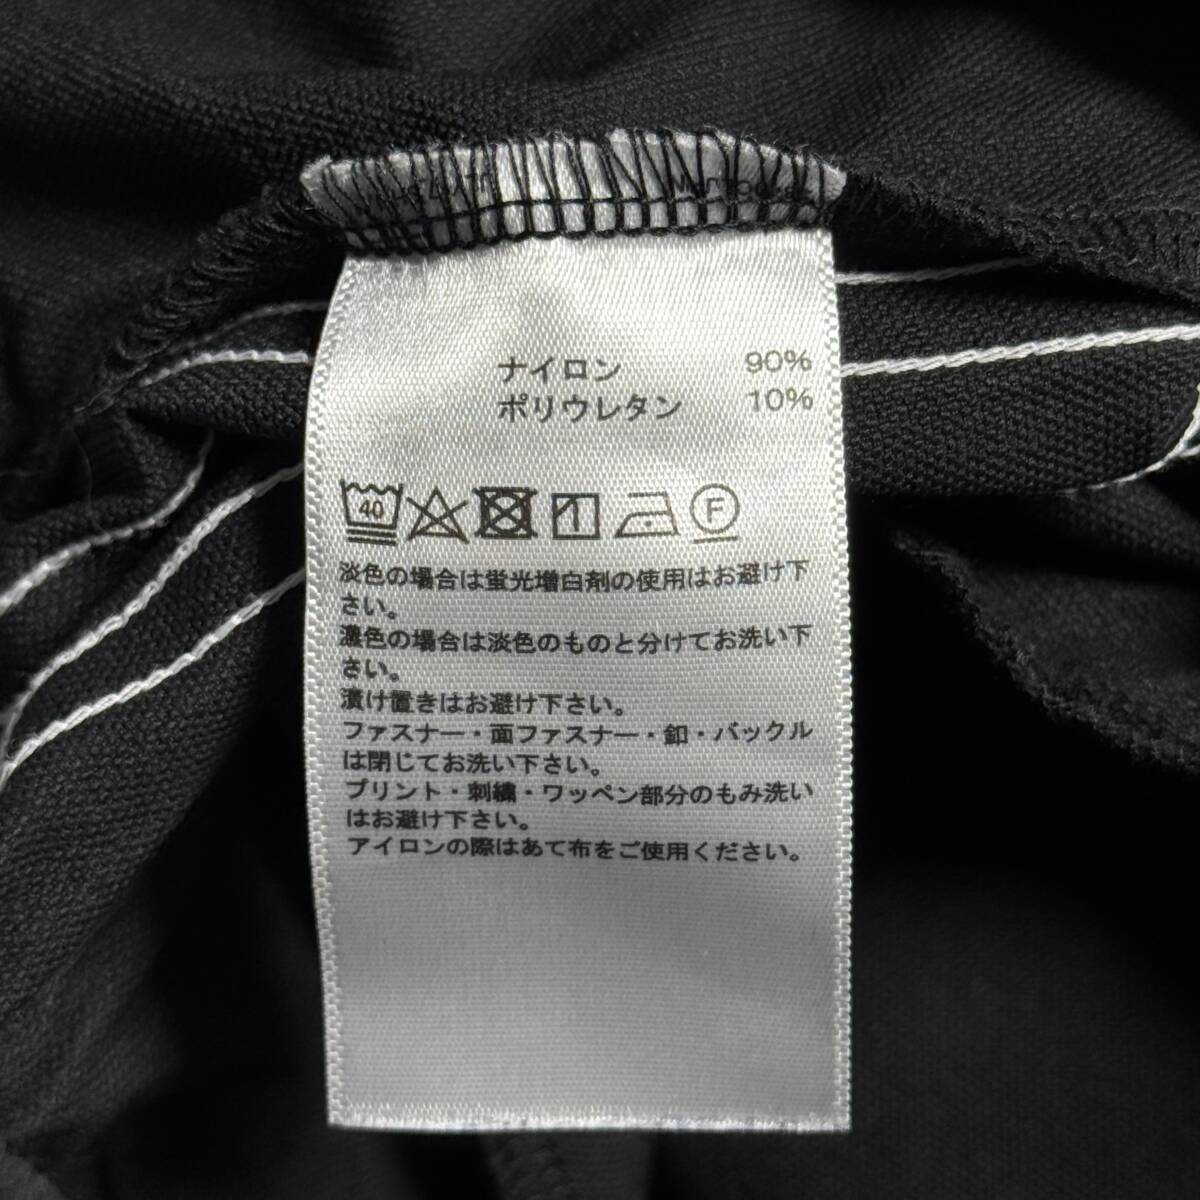 ナイロン 90%
ポリウレタン 10%
40 F
淡色の場合は蛍光増白剤の使用はお避け下
さい。
濃色の場合は淡色のものと分けてお洗い下
さい。
漬け置きはお避け下さい。
ファスナー・面ファスナー・釦・バックル
は閉じてお洗い下さい。
プリント・刺繍・ワッペン部分のもみ洗い
はお避け下さい。
アイロンの際はあて布をご使用ください。